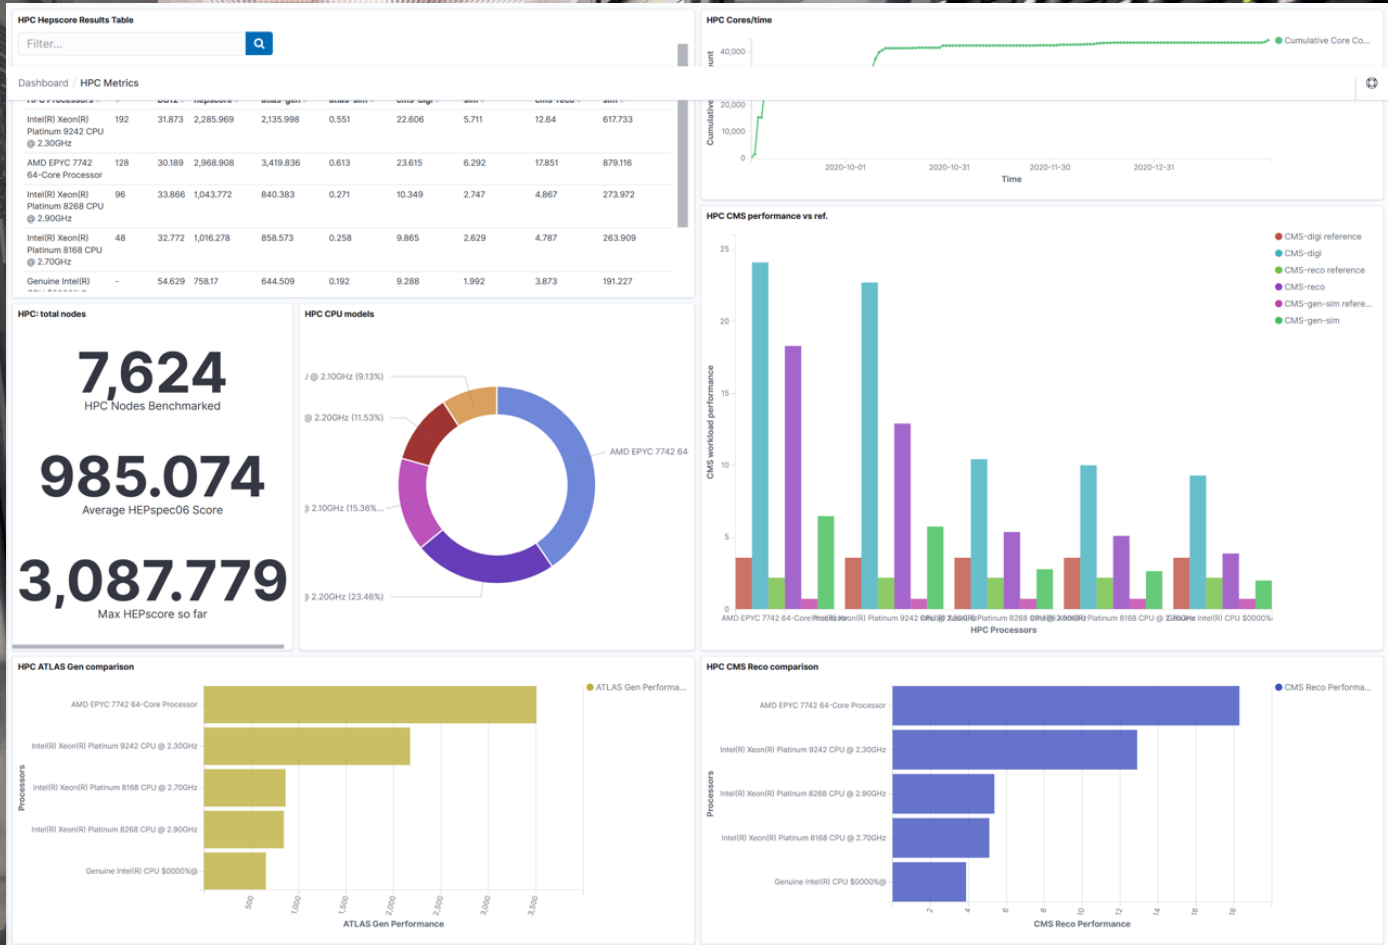 HPC Hepscore Results Table
Filter...
Dashboard / HPC Metrics
HPC Processors
Intel(R) Xeon(R) 192 31.873 2,285.969 2,135.998 0.551 22.606 5.711 12.64 617.733
Platinum 9242 CPU
@ 2.30GHz
AMD EPYC 7742 128 30.189 2,968.908 3,419.836 0.613 23.615 6.292 17.851 879.116
64-Core Processor
Intel(R) Xeon(R) 96 33.866 1,043.772 840.383 0.271 10.349 2.747 4.867 273.972
Platinum 8268 CPU
@ 2.90GHz
Intel(R) Xeon(R) 48 32.772 1,016.278 858.573 0.258 9.865 2.629 4.787 263.909
Platinum 8168 CPU
@ 2.70GHz
Genuine Intel(R) - 54.629 758.17 644.509 0.192 9.288 1.992 3.873 191.227
HPC Cores/time
Cumulative Core Co...
40,000
20,000
10,000
0
Cumulative
2020-10-01 2020-10-31 2020-11-30 2020-12-31
Time
HPC: total nodes
7,624
HPC Nodes Benchmarked
985.074
Average HEPspec06 Score
3,087.779
Max HEPscore so far
HPC CPU models
J @ 2.10GHz (9.13%)
@ 2.20GHz (11.53%)
AMD EPYC 7742 64
2.10GHz (15.36%...
2.20GHz (23.46%)
HPC CMS performance vs ref.
CMS-digi reference
CMS-digi
CMS-reco reference
CMS-reco
CMS-gen-sim refere...
CMS-gen-sim
25
20
15
10
5
0
CMS workload performance
AMD EPYC 7742 64-Core
HPC Processors
HPC ATLAS Gen comparison
ATLAS Gen Performa...
AMD EPYC 7742 64-Core Processor
Intel(R) Xeon(R) Platinum 9242 CPU @ 2.30GHz
Intel(R) Xeon(R) Platinum 8168 CPU @ 2.70GHz
Intel(R) Xeon(R) Platinum 8268 CPU @ 2.90GHz
Genuine Intel(R) CPU $0000%@
Processors
500 1,000 1,500 2,000 2,500 3,000 3,500
ATLAS Gen Performance
HPC CMS Reco comparison
CMS Reco Performa...
AMD EPYC 7742 64-Core Processor
Intel(R) Xeon(R) Platinum 9242 CPU @ 2.30GHz
Intel(R) Xeon(R) Platinum 8268 CPU @ 2.90GHz
Intel(R) Xeon(R) Platinum 8168 CPU @ 2.70GHz
Genuine Intel(R) CPU $0000%@
Processors
2 4 6 8 10 12 14 16 18
CMS Reco Performance